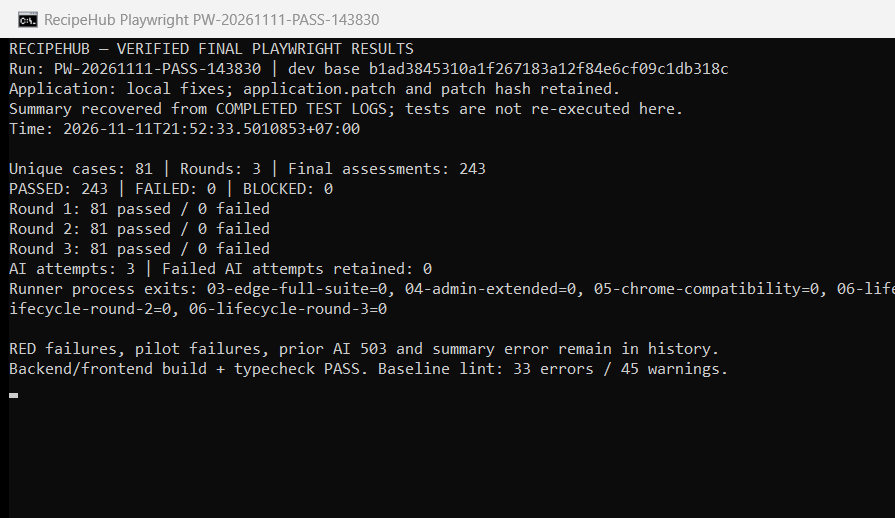 RecipeHub Playwright PW-20261111-PASS-143830
RECIPEHUB — VERIFIED FINAL PLAYWRIGHT RESULTS
Run: PW-20261111-PASS-143830 | dev base b1ad3845310a1f267183a12f84e6cf09c1db318c
Application: local fixes; application.patch and patch hash retained.
Summary recovered from COMPLETED TEST LOGS; tests are not re-executed here.
Time: 2026-11-11T21:52:33.5010853+07:00
Unique cases: 81 | Rounds: 3 | Final assessments: 243
PASSED: 243 | FAILED: 0 | BLOCKED: 0
Round 1: 81 passed / 0 failed
Round 2: 81 passed / 0 failed
Round 3: 81 passed / 0 failed
AI attempts: 3 | Failed AI attempts retained: 0
Runner process exits: 03-edge-full-suite=0, 04-admin-extended=0, 05-chrome-compatibility=0, 06-life
ifecycle-round-2=0, 06-lifecycle-round-3=0
RED failures, pilot failures, prior AI 503 and summary error remain in history.
Backend/frontend build + typecheck PASS. Baseline lint: 33 errors / 45 warnings.